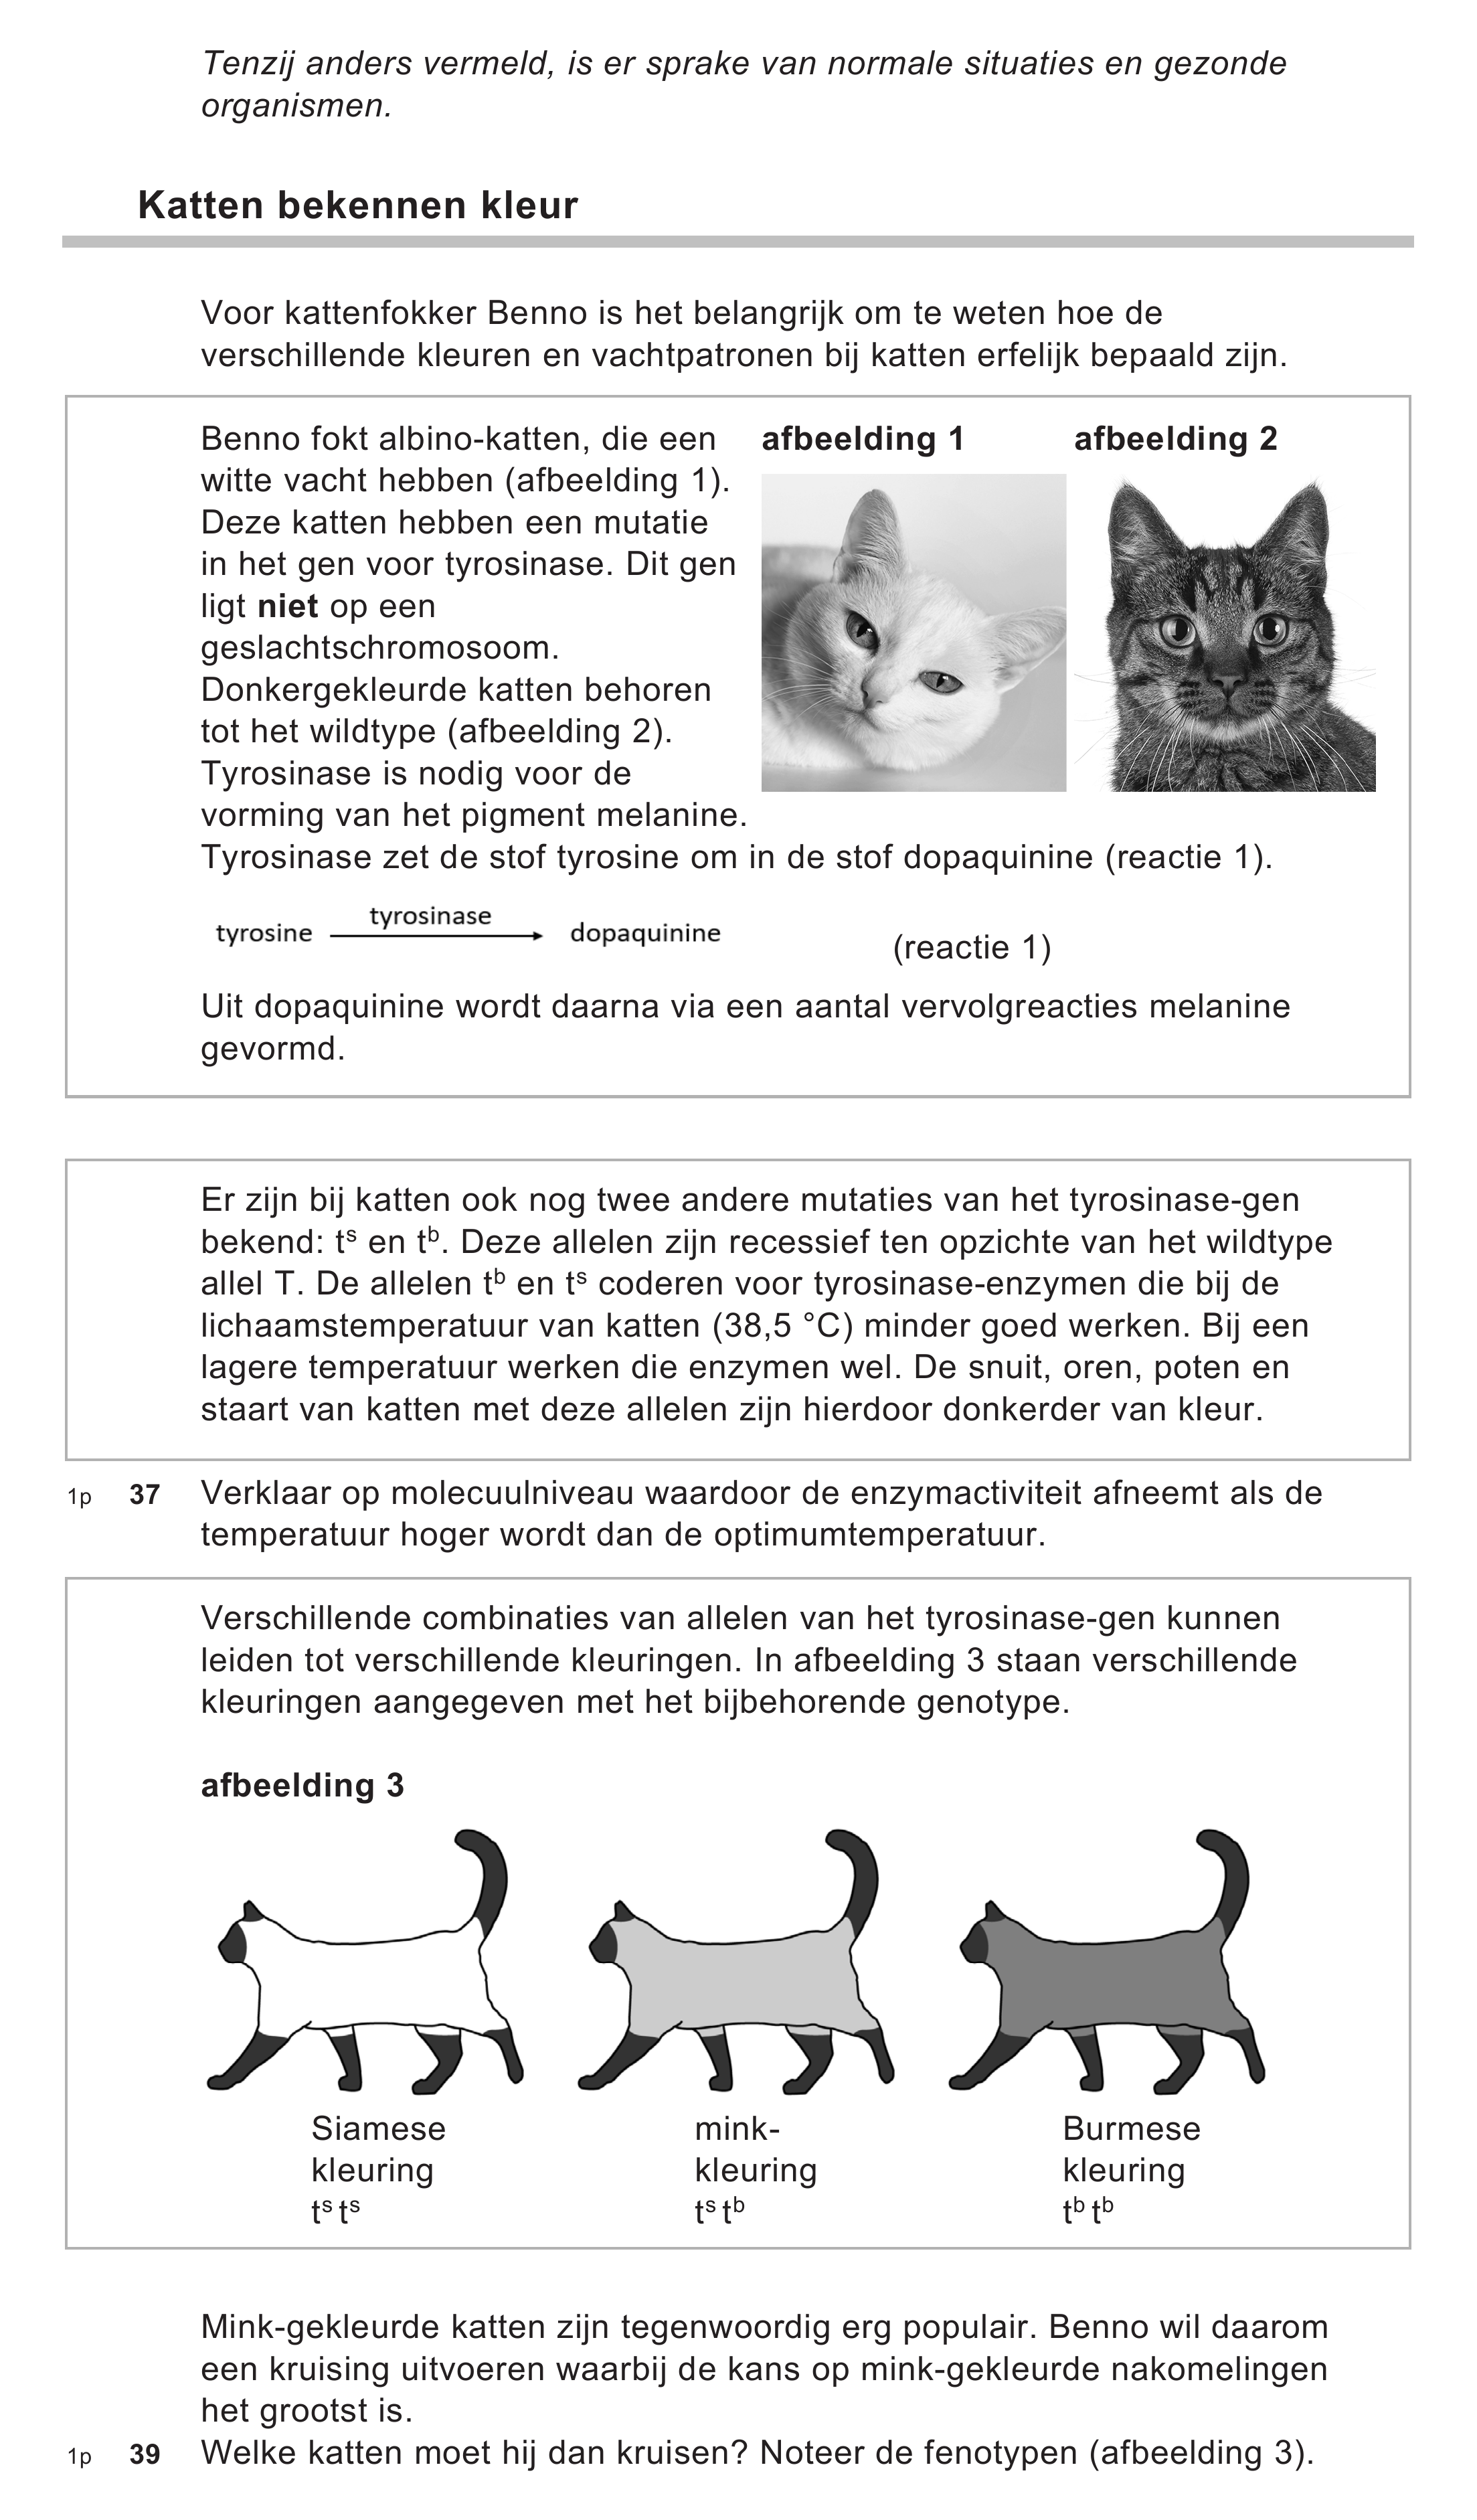 Tenzij anders vermeld, is er sprake van normale situaties en gezonde
organismen.
Katten bekennen kleur
Voor kattenfokker Benno is het belangrijk om te weten hoe de
verschillende kleuren en vachtpatronen bij katten erfelijk bepaald zijn.
Benno fokt albino-katten, die een
witte vacht hebben (afbeelding 1).
Deze katten hebben een mutatie
in het gen voor tyrosinase. Dit gen
ligt niet op een
geslachtschromosoom.
Donkergekleurde katten behoren
tot het wildtype (afbeelding 2).
Tyrosinase is nodig voor de
vorming van het pigment melanine.
afbeelding 1
afbeelding 2
Tyrosinase zet de stof tyrosine om in de stof dopaquinine (reactie 1).
tyrosine tyrosinase dopaquinine (reactie 1)
Uit dopaquinine wordt daarna via een aantal vervolgreacties melanine
gevormd.
Er zijn bij katten ook nog twee andere mutaties van het tyrosinase-gen
bekend: tˢ en tᵇ. Deze allelen zijn recessief ten opzichte van het wildtype
allel T. De allelen tᵇ en tˢ coderen voor tyrosinase-enzymen die bij de
lichaamstemperatuur van katten (38,5 °C) minder goed werken. Bij een
lagere temperatuur werken die enzymen wel. De snuit, oren, poten en
staart van katten met deze allelen zijn hierdoor donkerder van kleur.
1p 37 Verklaar op molecuulniveau waardoor de enzymactiviteit afneemt als de
temperatuur hoger wordt dan de optimumtemperatuur.
Verschillende combinaties van allelen van het tyrosinase-gen kunnen
leiden tot verschillende kleuringen. In afbeelding 3 staan verschillende
kleuringen aangegeven met het bijbehorende genotype.
afbeelding 3
Siamese
kleuring
tˢ tˢ
mink-
kleuring
tˢ tᵇ
Burmese
kleuring
tᵇ tᵇ
Mink-gekleurde katten zijn tegenwoordig erg populair. Benno wil daarom
een kruising uitvoeren waarbij de kans op mink-gekleurde nakomelingen
het grootst is.
1p 39 Welke katten moet hij dan kruisen? Noteer de fenotypen (afbeelding 3).